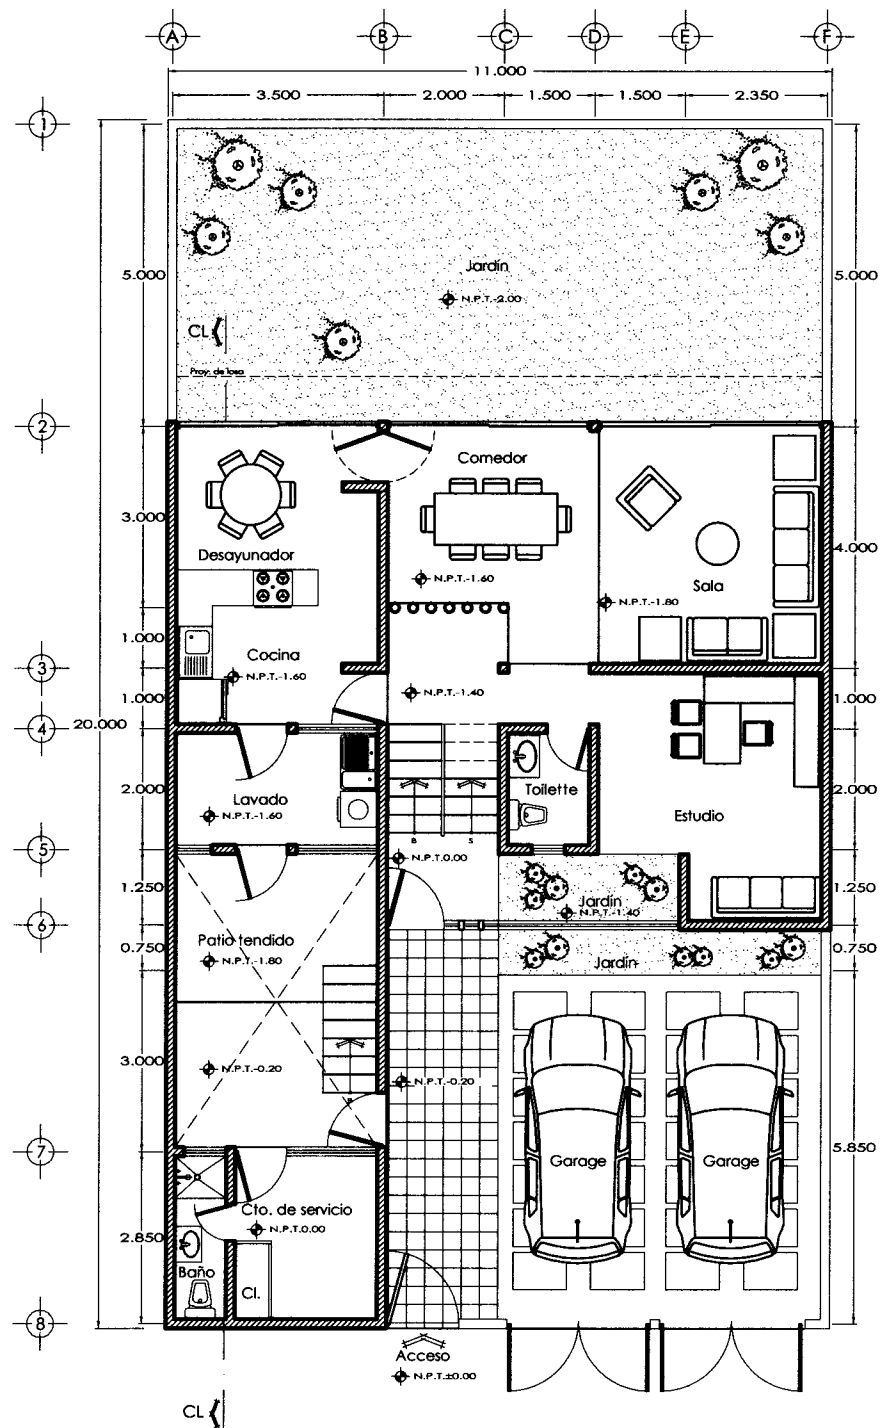 A B C D E F
11.000
3.500 2.000 1.500 1.500 2.350
1
5.000 Jardín 5.000
N.P.T.-2.00
CL
Proy. de losa
2
Comedor
3.000 Desayunador 4.000
N.P.T.-1.60 Sala
N.P.T.-1.80
1.000 Cocina
3 N.P.T.-1.60
1.000 N.P.T.-1.40 1.000
20.000
4
2.000 Lavado Toilette 2.000
N.P.T.-1.60 Estudio
B S
5 N.P.T.0.00
1.250 Jardín 1.250
N.P.T.-1.40
6
0.750 Patio tendido Jardín 0.750
N.P.T.-1.80
3.000 N.P.T.-0.20 N.P.T.-0.20
7 Garage Garage 5.850
Cto. de servicio
2.850 N.P.T.0.00
Baño Cl.
8
Acceso
N.P.T.±0.00
CL